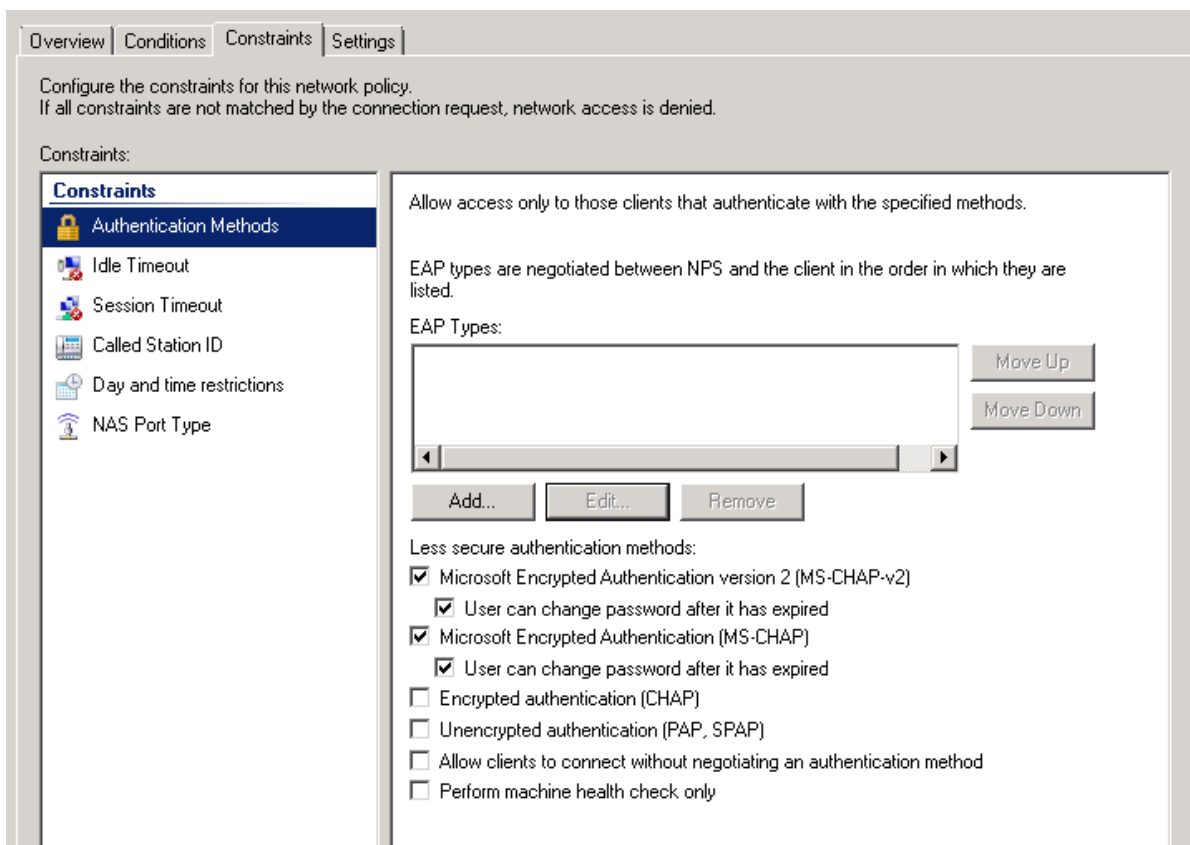 Overview Conditions Constraints Settings
Configure the constraints for this network policy.
If all constraints are not matched by the connection request, network access is denied.
Constraints:
Constraints
Authentication Methods
Idle Timeout
Session Timeout
Called Station ID
Day and time restrictions
NAS Port Type
Allow access only to those clients that authenticate with the specified methods.
EAP types are negotiated between NPS and the client in the order in which they are
listed.
EAP Types:
Move Up
Move Down
Add... Edit... Remove
Less secure authentication methods:
Microsoft Encrypted Authentication version 2 (MS-CHAP-v2)
User can change password after it has expired
Microsoft Encrypted Authentication (MS-CHAP)
User can change password after it has expired
Encrypted authentication (CHAP)
Unencrypted authentication (PAP, SPAP)
Allow clients to connect without negotiating an authentication method
Perform machine health check only